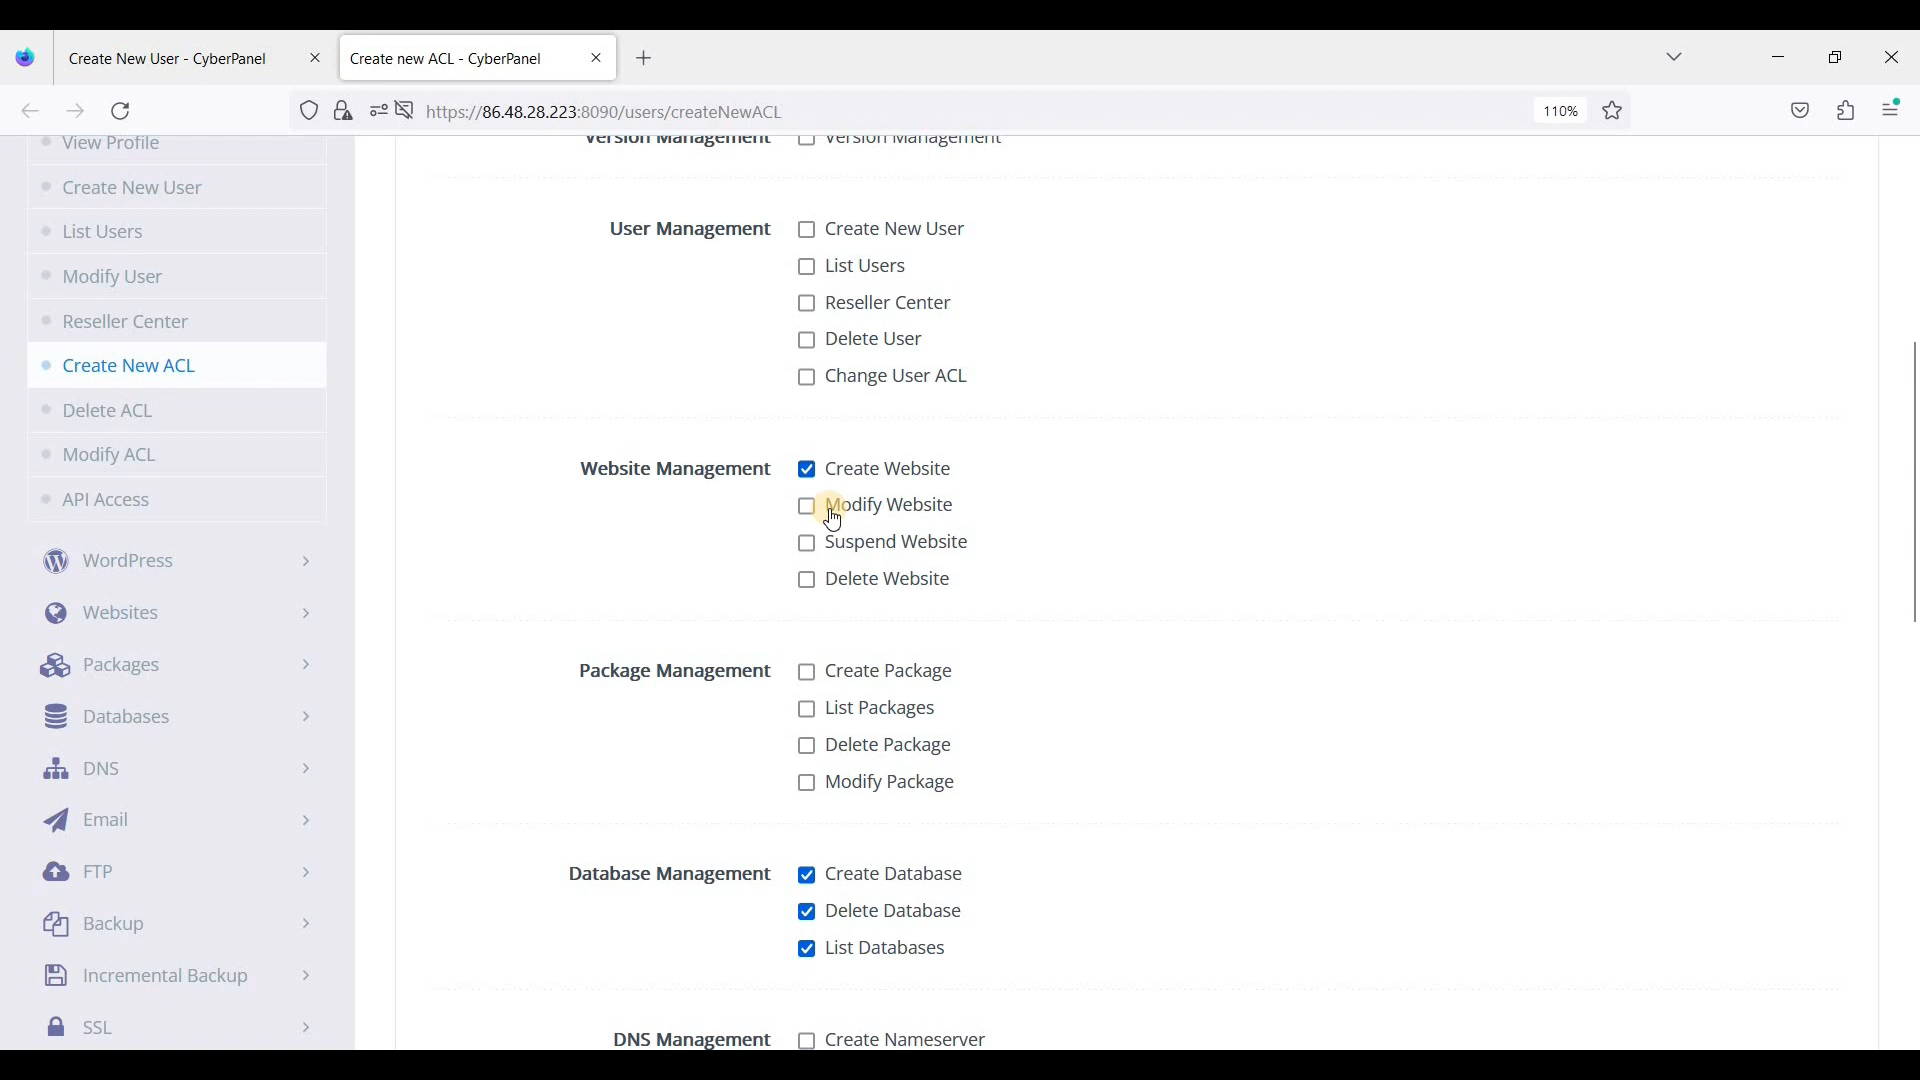 Create New User - CyberPanel
Create new ACL - CyberPanel
https://86.48.28.223:8090/users/createNewACL
110%
View Profile
Create New User
List Users
Modify User
Reseller Center
Create New ACL
Delete ACL
Modify ACL
API Access
WordPress
Websites
Packages
Databases
DNS
Email
FTP
Backup
Incremental Backup
SSL
Version Management Version Management
User Management Create New User
List Users
Reseller Center
Delete User
Change User ACL
Website Management Create Website
Modify Website
Suspend Website
Delete Website
Package Management Create Package
List Packages
Delete Package
Modify Package
Database Management Create Database
Delete Database
List Databases
DNS Management Create Nameserver